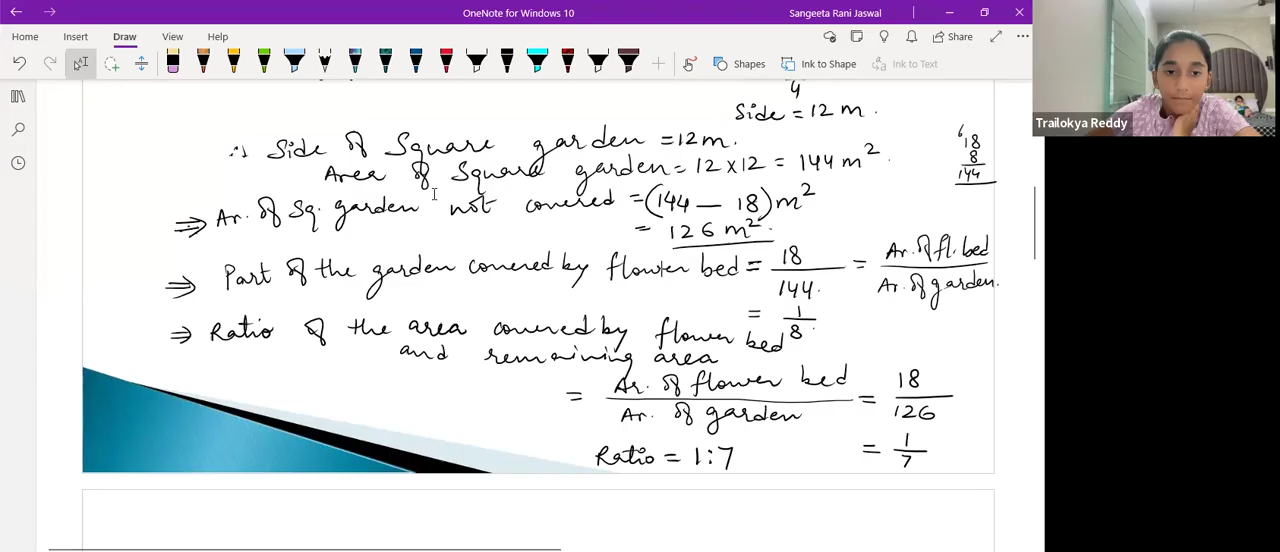 OneNote for Windows 10
Sangeeta Rani Jaswal
Home Insert Draw View Help
Share
Shapes
Ink to Shape
Ink to Text
Trailokya Reddy
4
Side = 12 m.
∴ Side of Square garden = 12 m.
Area of Square garden = 12 × 12 = 144 m²
6
18
8
144
⇒ Ar. of Sq. garden not covered = (144 — 18) m²
= 126 m².
⇒ Part of the garden covered by flower bed = 18/144. = Ar. of fl. bed/Ar. of garden.
= 1/8.
⇒ Ratio of the area covered by flower bed
and remaining area
= Ar. of flower bed/Ar. of garden = 18/126
Ratio = 1:7
= 1/7